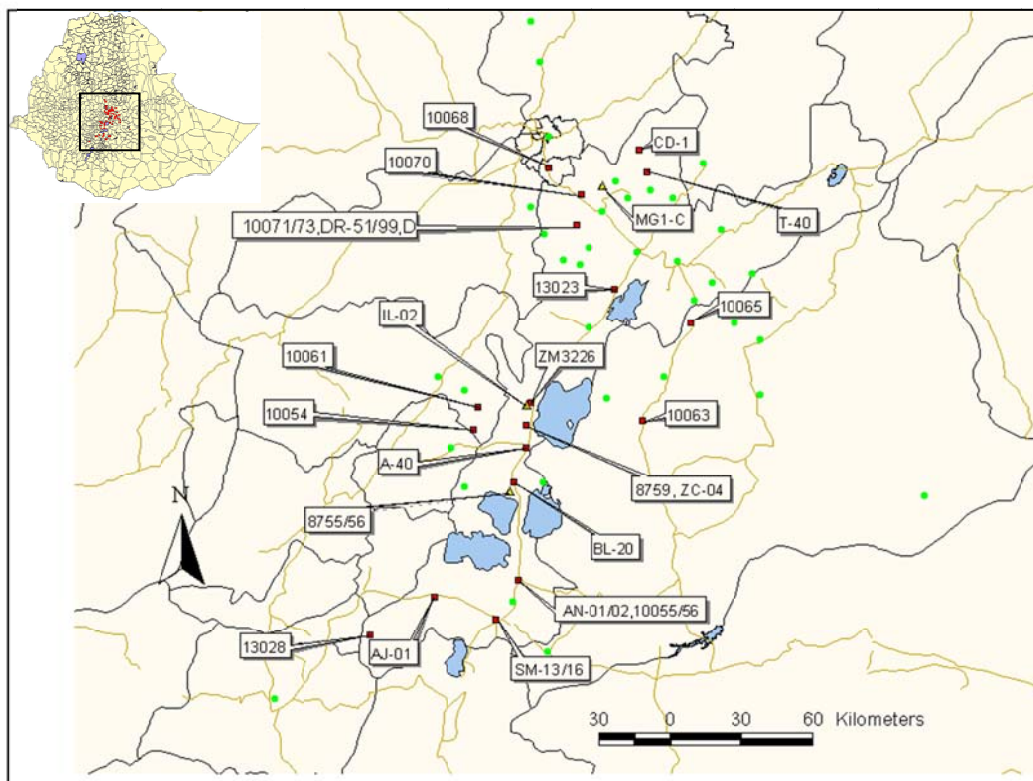 10068
CD-1
10070
MG1-C
T-40
10071/73,DR-51/99,D
13023
10065
IL-02
ZM3226
10061
10054
10063
A-40
8759, ZC-04
8755/56
BL-20
N
AN-01/02,10055/56
13028
AJ-01
SM-13/16
30 0 30 60 Kilometers